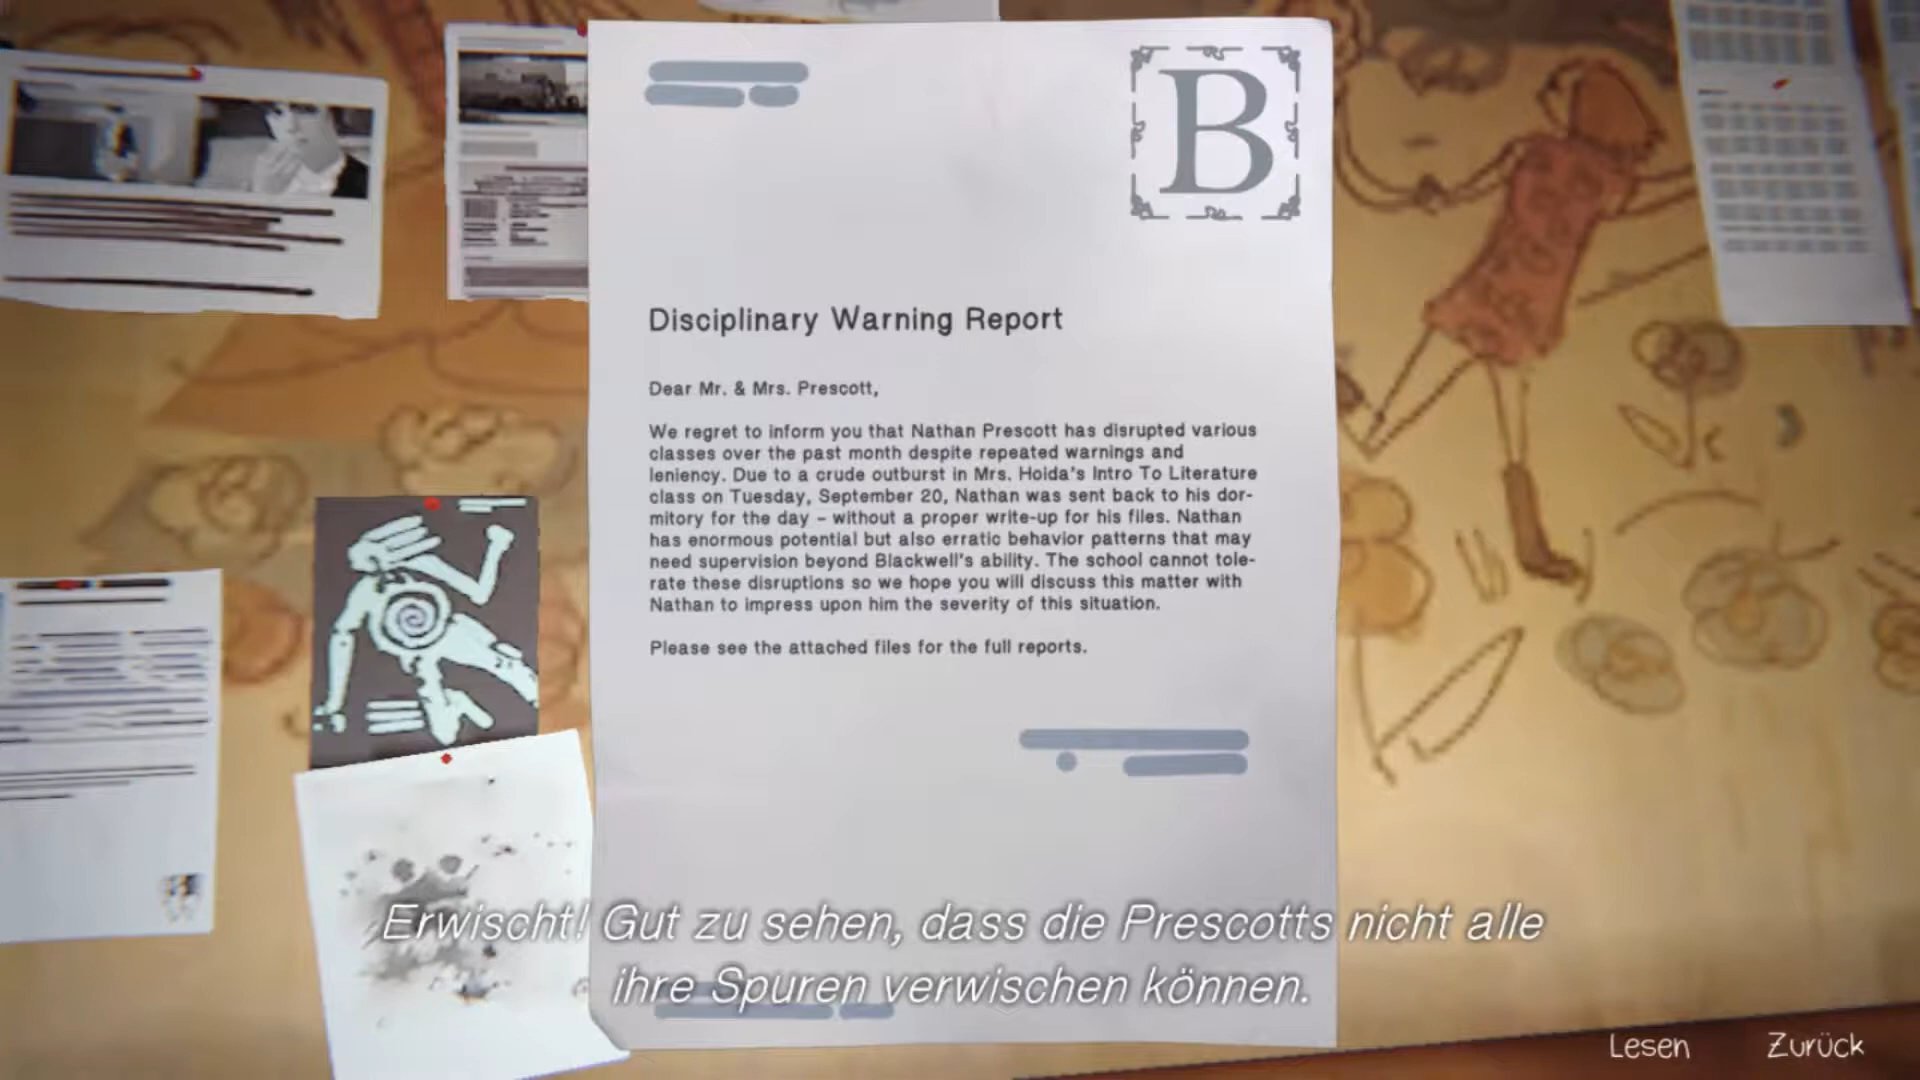 B
Disciplinary Warning Report
Dear Mr. & Mrs. Prescott,
We regret to inform you that Nathan Prescott has disrupted various
classes over the past month despite repeated warnings and
leniency. Due to a crude outburst in Mrs. Hoida's Intro To Literature
class on Tuesday, September 20, Nathan was sent back to his dor-
mitory for the day – without a proper write-up for his files. Nathan
has enormous potential but also erratic behavior patterns that may
need supervision beyond Blackwell's ability. The school cannot tole-
rate these disruptions so we hope you will discuss this matter with
Nathan to impress upon him the severity of this situation.
Please see the attached files for the full reports.
Erwischt! Gut zu sehen, dass die Prescotts nicht alle
ihre Spuren verwischen können.
Lesen Zurück